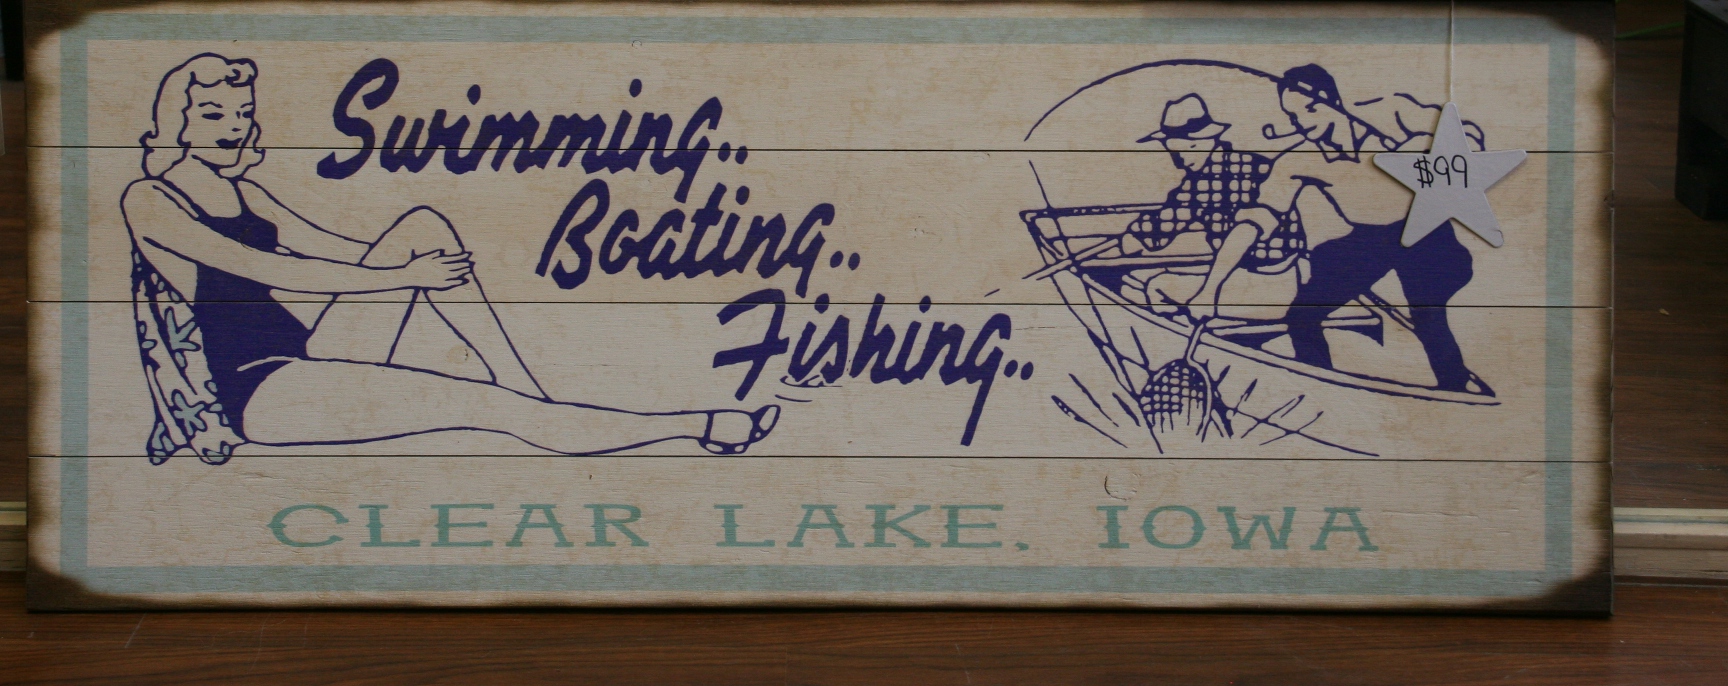 Swimming..
Boating..
Fishing..
$99
CLEAR LAKE, IOWA